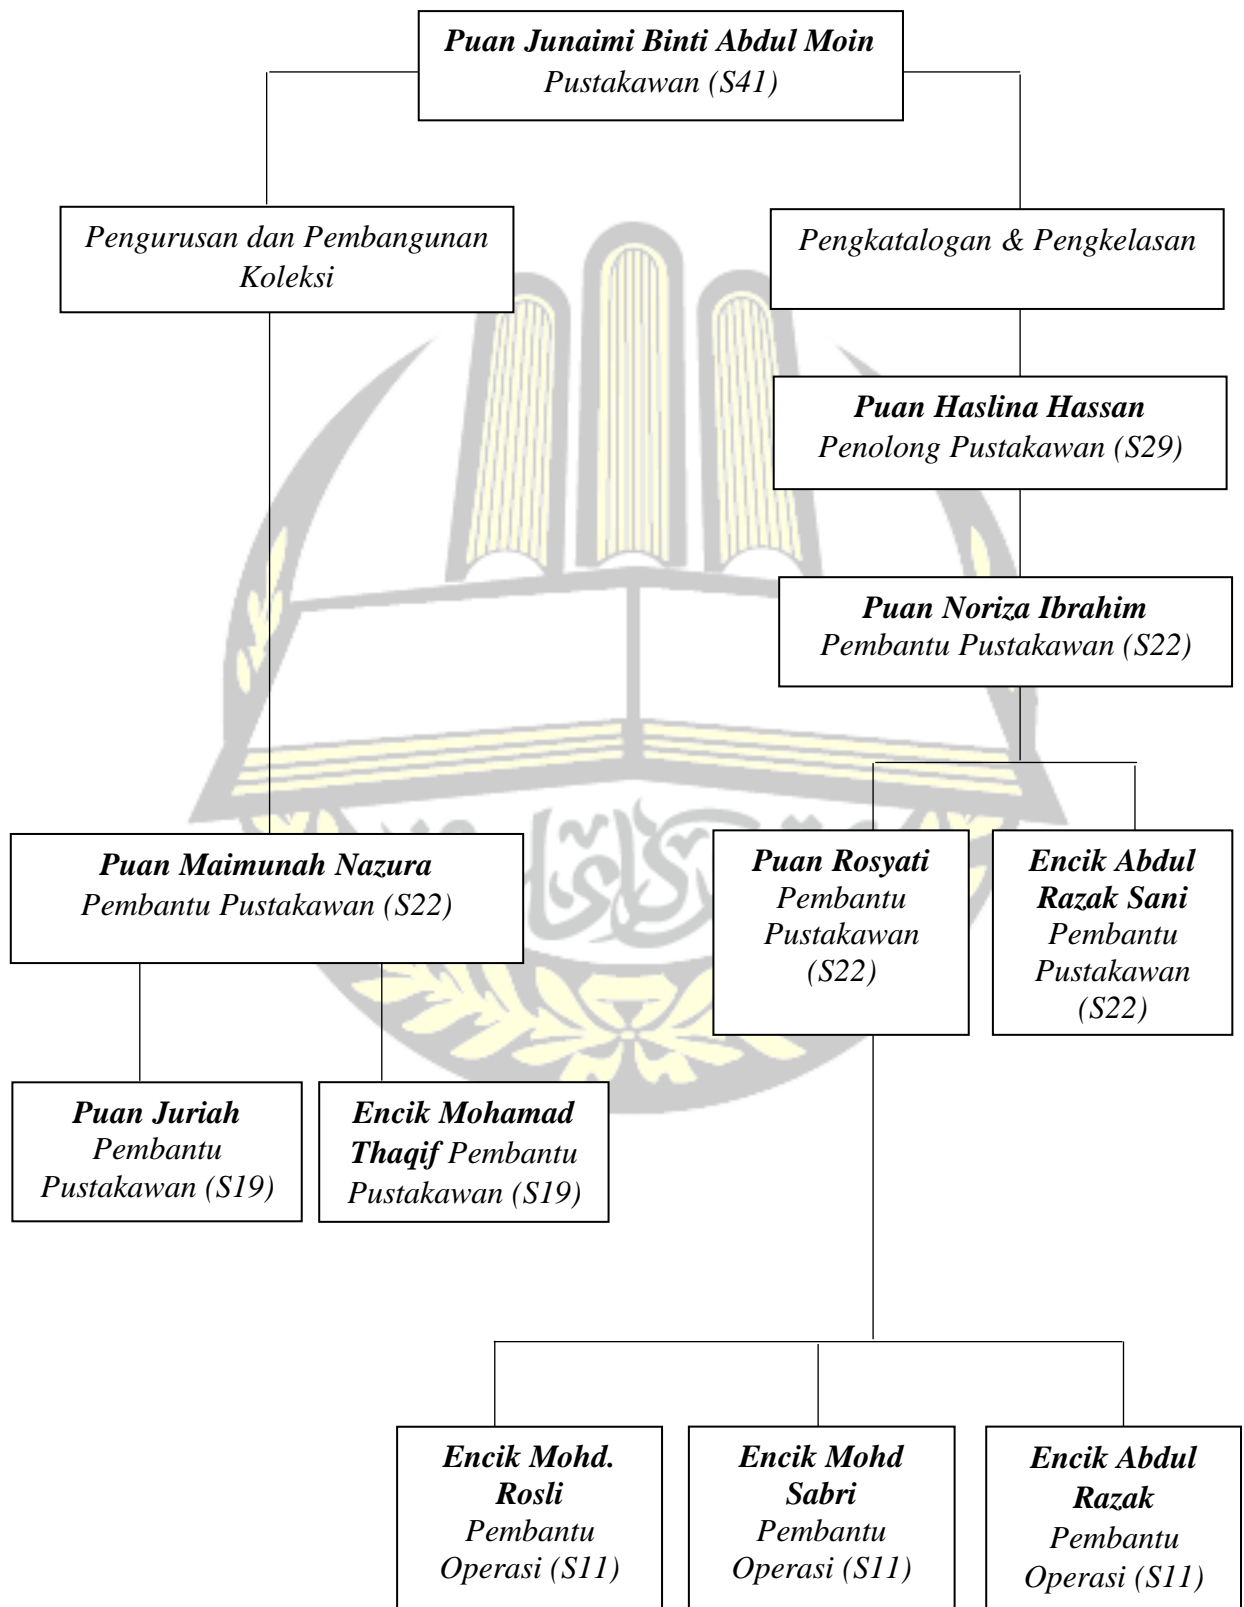 Puan Junaimi Binti Abdul Moin
Pustakawan (S41)
Pengurusan dan Pembangunan
Koleksi
Pengkatalogan & Pengkelasan
Puan Haslina Hassan
Penolong Pustakawan (S29)
Puan Noriza Ibrahim
Pembantu Pustakawan (S22)
Puan Maimunah Nazura
Pembantu Pustakawan (S22)
Puan Rosyati
Pembantu
Pustakawan
(S22)
Encik Abdul
Razak Sani
Pembantu
Pustakawan
(S22)
Puan Juriah
Pembantu
Pustakawan (S19)
Encik Mohamad
Thaqif Pembantu
Pustakawan (S19)
Encik Mohd.
Rosli
Pembantu
Operasi (S11)
Encik Mohd
Sabri
Pembantu
Operasi (S11)
Encik Abdul
Razak
Pembantu
Operasi (S11)